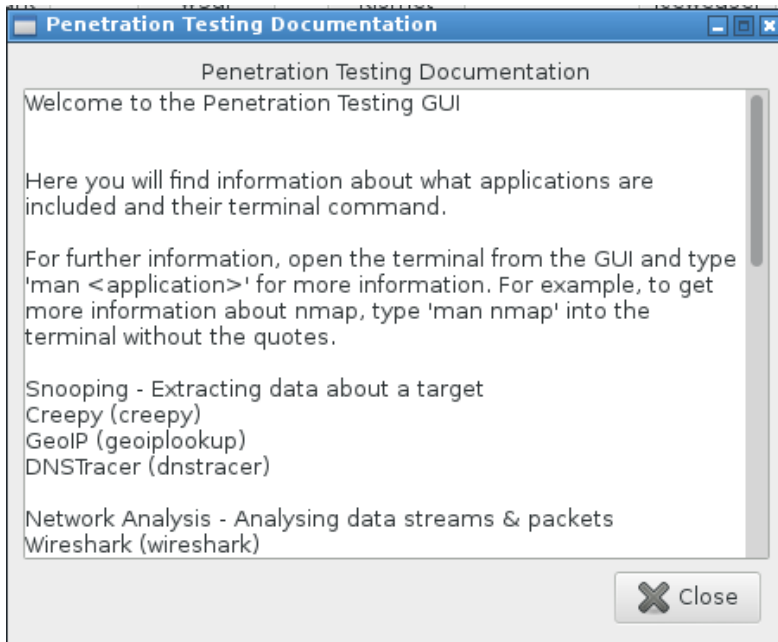 Penetration Testing Documentation
Penetration Testing Documentation
Welcome to the Penetration Testing GUI
Here you will find information about what applications are
included and their terminal command.
For further information, open the terminal from the GUI and type
'man <application>' for more information. For example, to get
more information about nmap, type 'man nmap' into the
terminal without the quotes.
Snooping - Extracting data about a target
Creepy (creepy)
GeoIP (geoiplookup)
DNSTracer (dnstracer)
Network Analysis - Analysing data streams & packets
Wireshark (wireshark)
Close